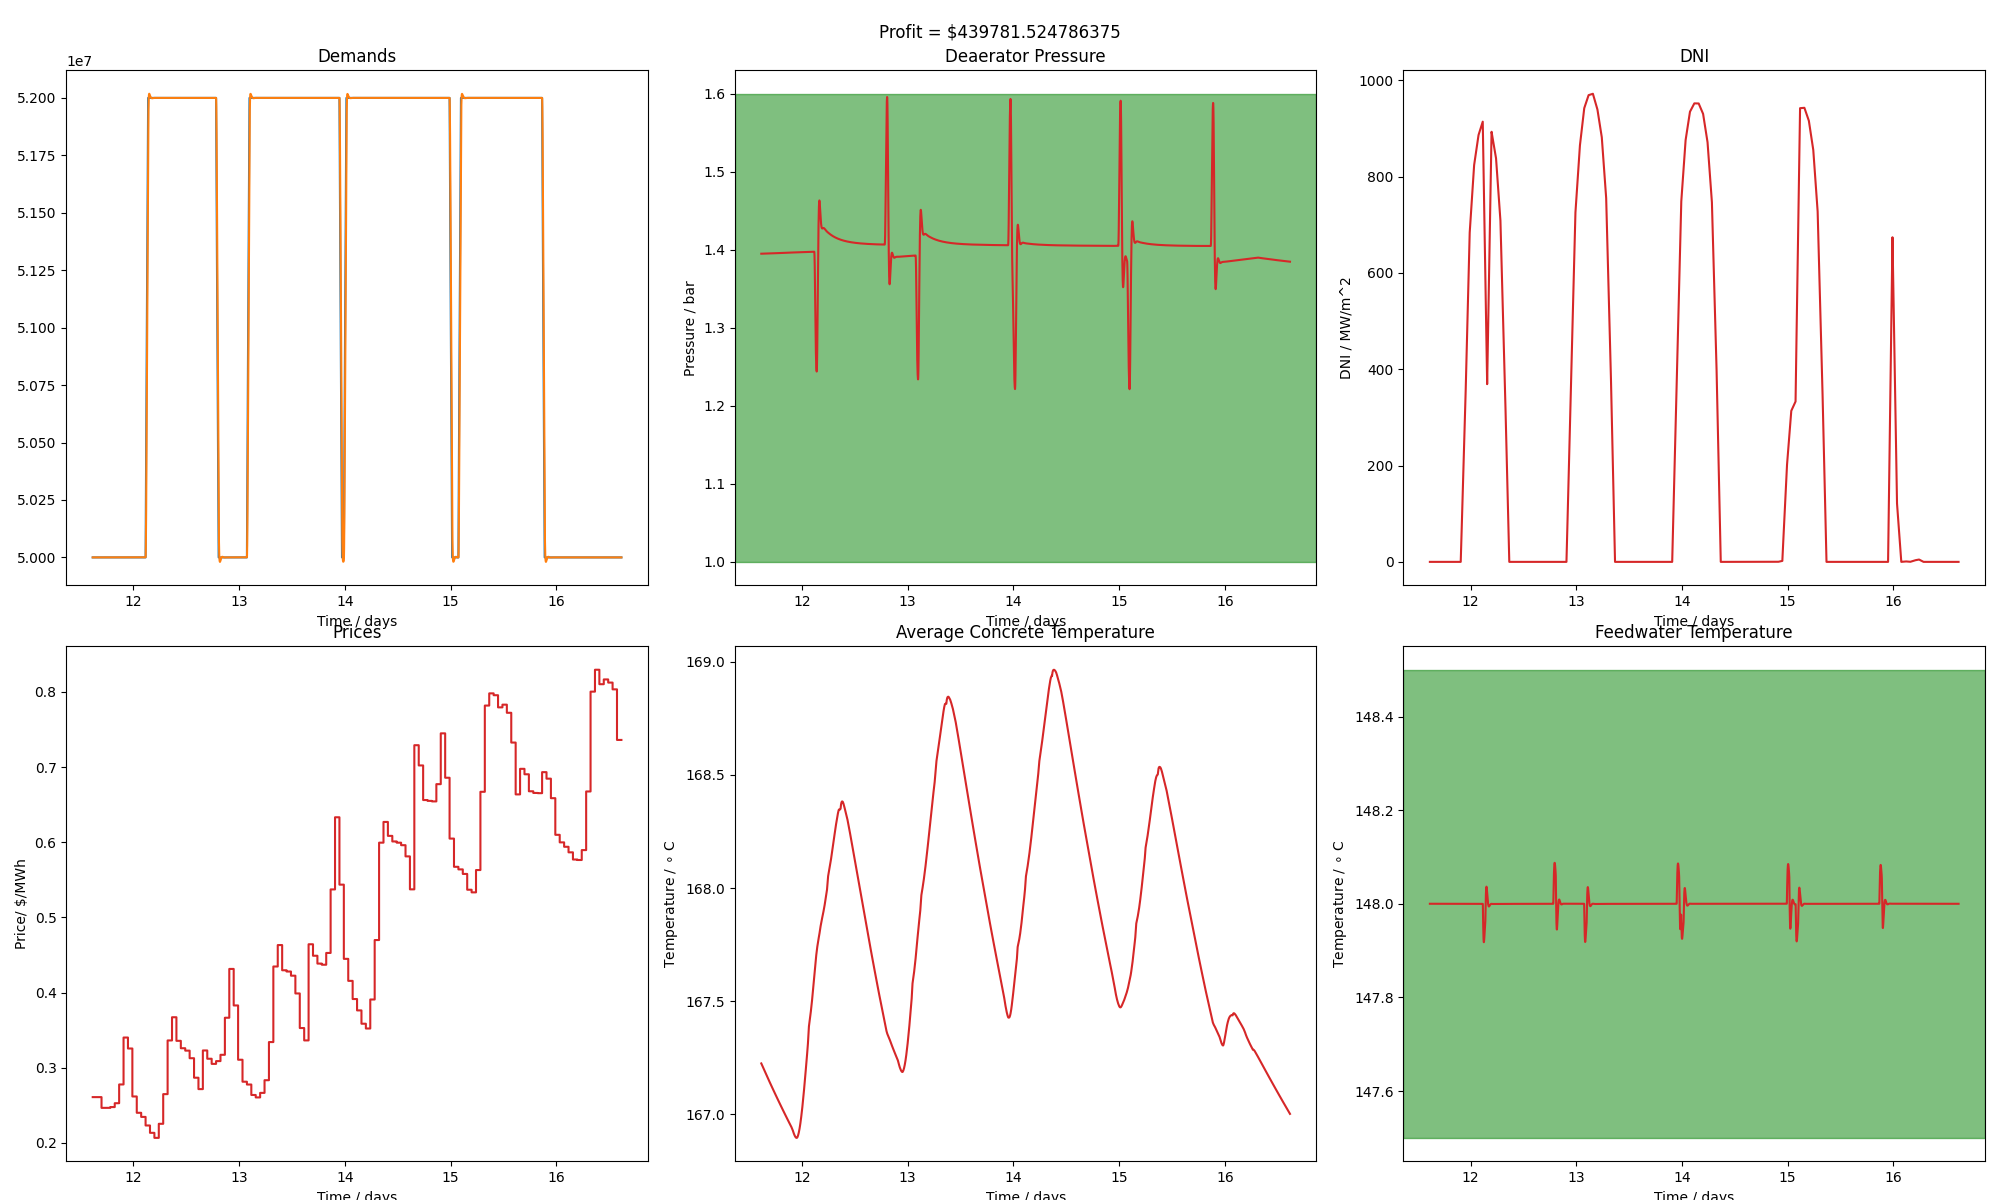 Profit = $439781.524786375
Demands
1e7
5.200
5.175
5.150
5.125
5.100
5.075
5.050
5.025
5.000
12 13 14 15 16
Time / days
Deaerator Pressure
Pressure / bar
1.6
1.5
1.4
1.3
1.2
1.1
1.0
12 13 14 15 16
Time / days
DNI
DNI / MW/m^2
1000
800
600
400
200
0
12 13 14 15 16
Time / days
Prices
Price/ $/MWh
0.8
0.7
0.6
0.5
0.4
0.3
0.2
12 13 14 15 16
Time / days
Average Concrete Temperature
Temperature / ∘ C
169.0
168.5
168.0
167.5
167.0
12 13 14 15 16
Time / days
Feedwater Temperature
Temperature / ∘ C
148.4
148.2
148.0
147.8
147.6
12 13 14 15 16
Time / days